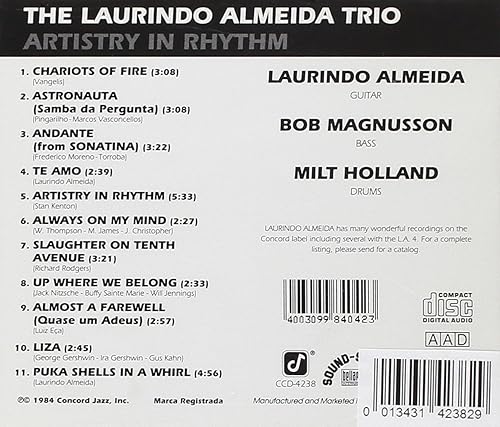 THE LAURINDO ALMEIDA TRIO
ARTISTRY IN RHYTHM
1. CHARIOTS OF FIRE (3:08)
(Vangelis)
2. ASTRONAUTA
(Samba da Pergunta) (3:08)
(Pingarilho - Marcos Vasconcellos)
3. ANDANTE
(from SONATINA) (3:22)
(Frederico Moreno - Torroba)
4. TE AMO (2:39)
(Laurindo Almeida)
5. ARTISTRY IN RHYTHM (5:33)
(Stan Kenton)
6. ALWAYS ON MY MIND (2:27)
(W. Thompson - M. James - J. Christopher)
7. SLAUGHTER ON TENTH
AVENUE (3:21)
(Richard Rodgers)
8. UP WHERE WE BELONG (2:33)
(Jack Nitzsche - Buffy Sainte Marie - Will Jennings)
9. ALMOST A FAREWELL
(Quase um Adeus) (2:57)
(Luiz Eça)
10. LIZA (2:45)
(George Gershwin - Ira Gershwin - Gus Kahn)
11. PUKA SHELLS IN A WHIRL (4:56)
(Laurindo Almeida)
℗© 1984 Concord Jazz, Inc. Marca Registrada
LAURINDO ALMEIDA
GUITAR
BOB MAGNUSSON
BASS
MILT HOLLAND
DRUMS
LAURINDO ALMEIDA has many wonderful recordings on the
Concord label including several with the L.A. 4. For a complete
listing, please send for a catalog.
4003099 840423
COMPACT
disc
DIGITAL AUDIO
AAD
CCD-4238
SOUND-S
bella
Manufactured and Marketed
0 013431 423829